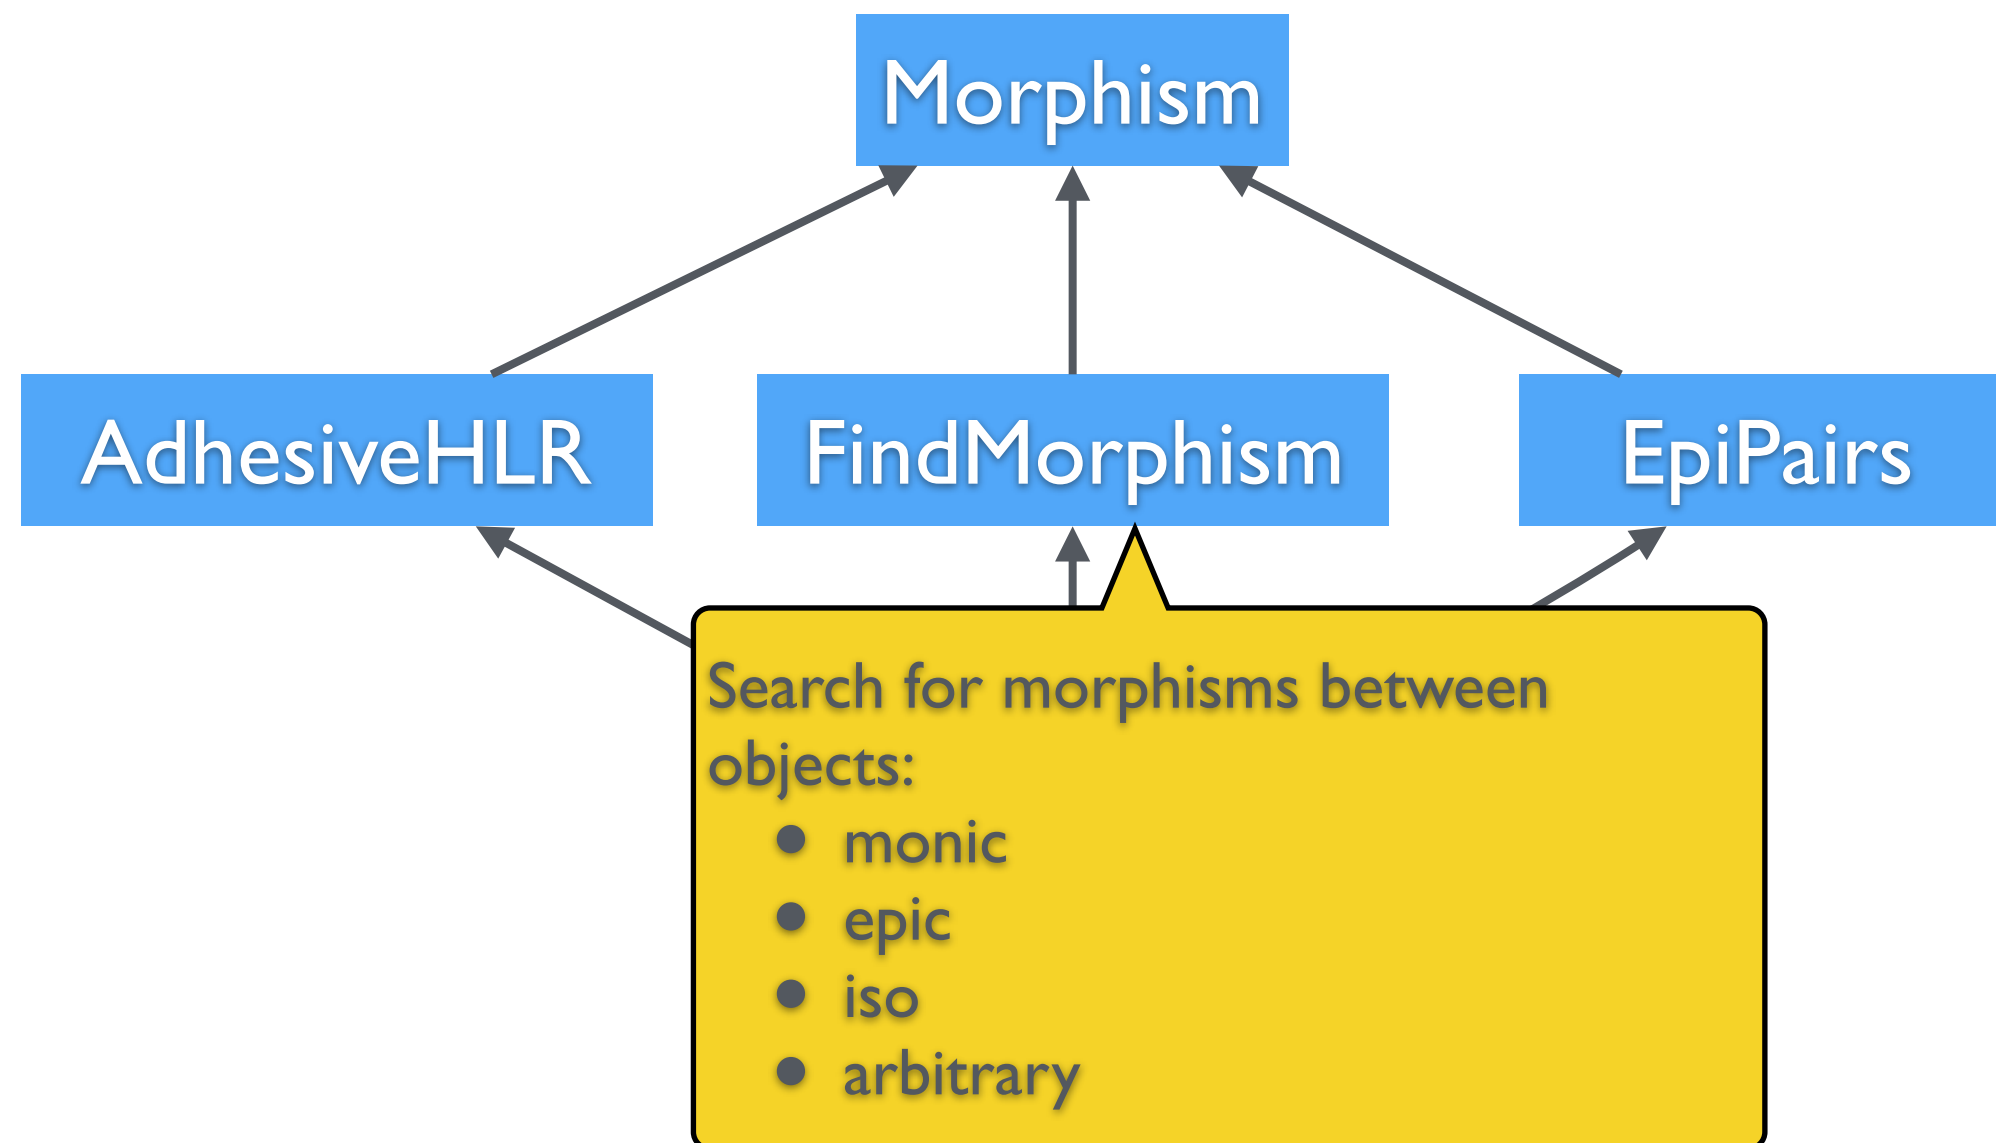 Morphism
AdhesiveHLR
FindMorphism
EpiPairs
Search for morphisms between
objects:
• monic
• epic
• iso
• arbitrary